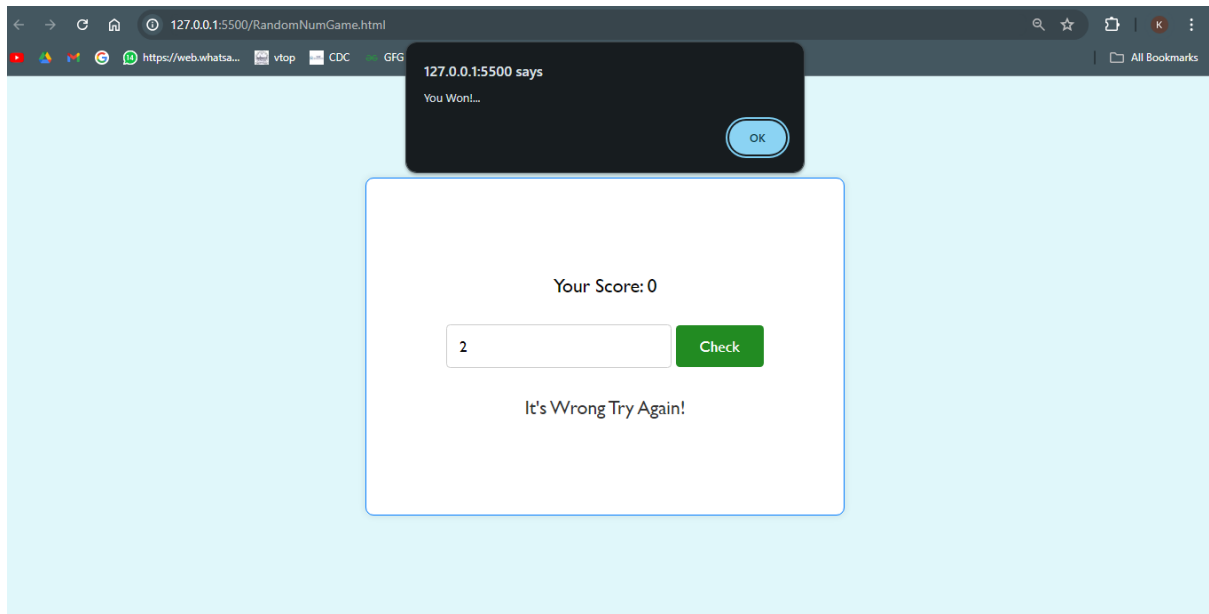 127.0.0.1:5500/RandomNumGame.html
K
14 https://web.whatsa... vtop CDC GFG
All Bookmarks
127.0.0.1:5500 says
You Won!...
OK
Your Score: 0
2 Check
It's Wrong Try Again!